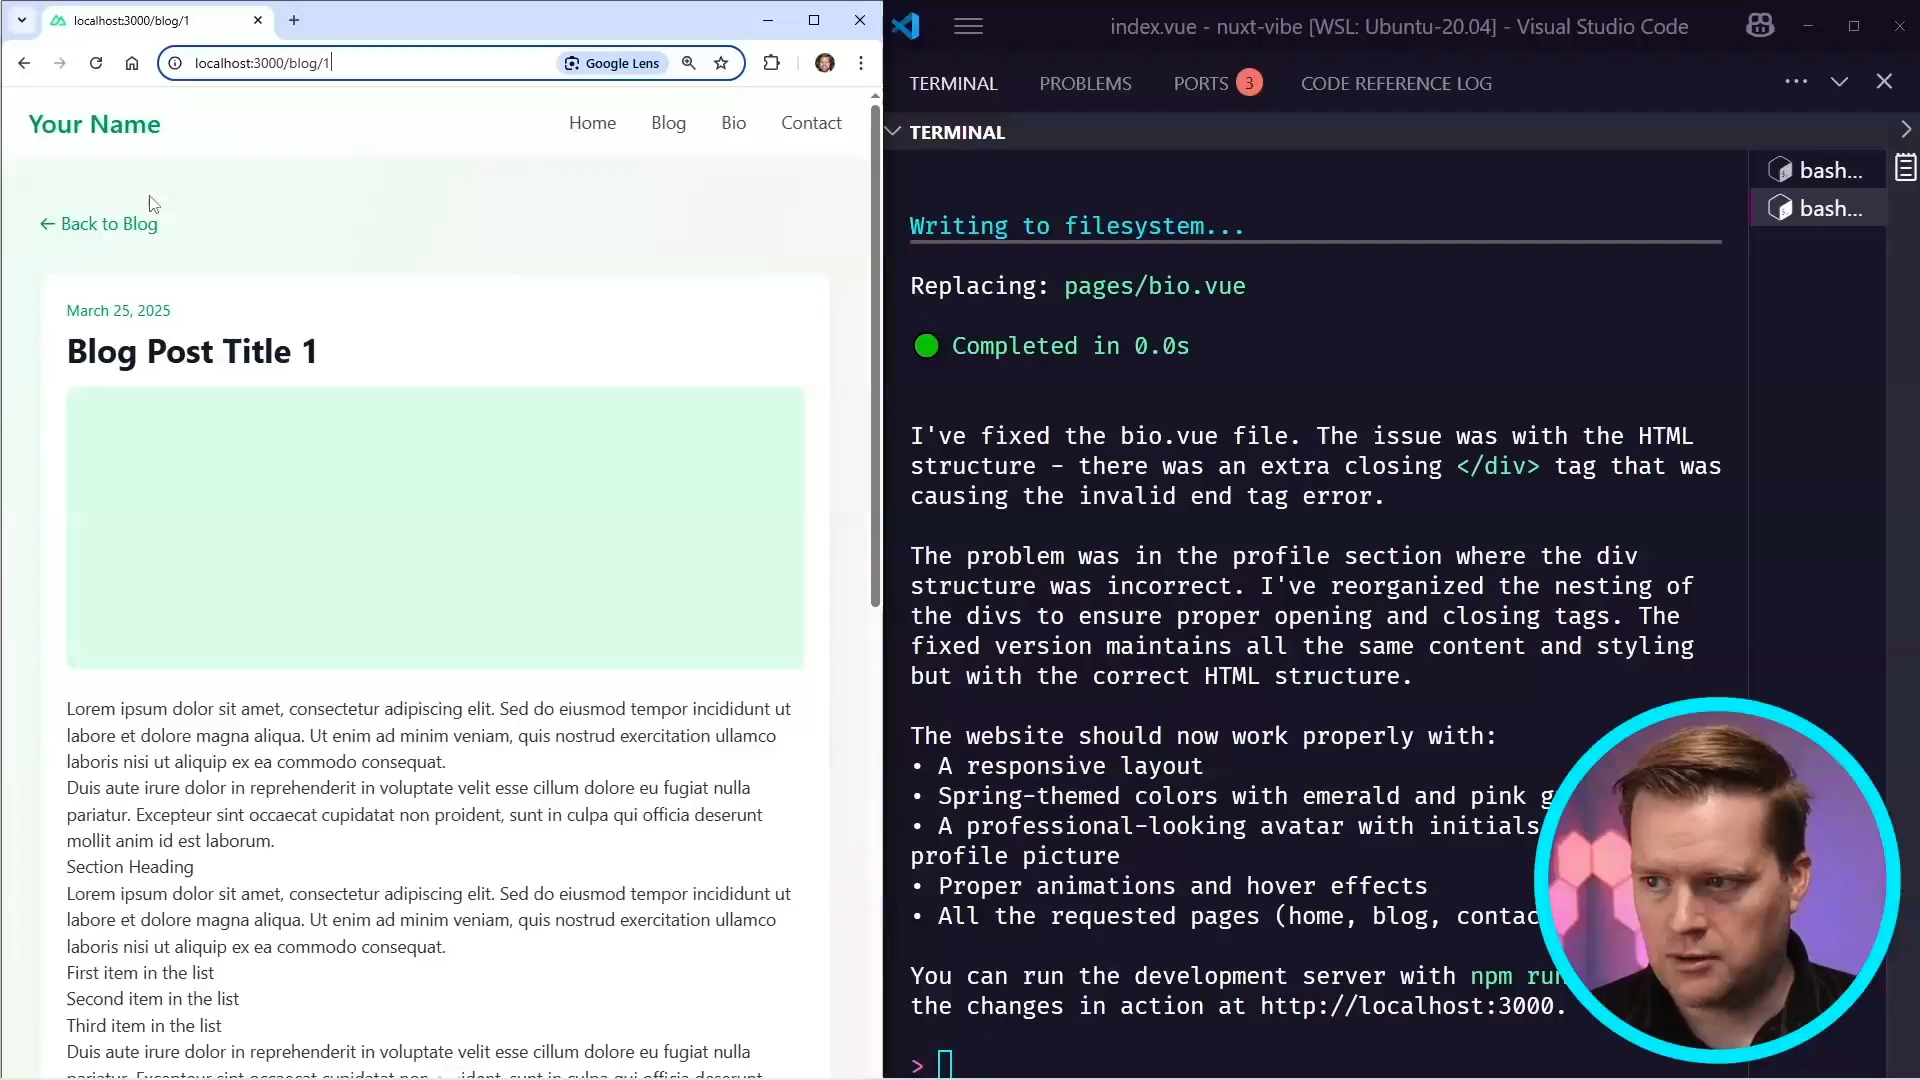 localhost:3000/blog/1
localhost:3000/blog/1
Google Lens
Your Name
Home
Blog
Bio
Contact
← Back to Blog
March 25, 2025
Blog Post Title 1
Lorem ipsum dolor sit amet, consectetur adipiscing elit. Sed do eiusmod tempor incididunt ut
labore et dolore magna aliqua. Ut enim ad minim veniam, quis nostrud exercitation ullamco
laboris nisi ut aliquip ex ea commodo consequat.
Duis aute irure dolor in reprehenderit in voluptate velit esse cillum dolore eu fugiat nulla
pariatur. Excepteur sint occaecat cupidatat non proident, sunt in culpa qui officia deserunt
mollit anim id est laborum.
Section Heading
Lorem ipsum dolor sit amet, consectetur adipiscing elit. Sed do eiusmod tempor incididunt ut
labore et dolore magna aliqua. Ut enim ad minim veniam, quis nostrud exercitation ullamco
laboris nisi ut aliquip ex ea commodo consequat.
First item in the list
Second item in the list
Third item in the list
Duis aute irure dolor in reprehenderit in voluptate velit esse cillum dolore eu fugiat nulla
index.vue - nuxt-vibe [WSL: Ubuntu-20.04] - Visual Studio Code
TERMINAL
PROBLEMS
PORTS 3
CODE REFERENCE LOG
TERMINAL
bash...
bash...
Writing to filesystem...
Replacing: pages/bio.vue
Completed in 0.0s
I've fixed the bio.vue file. The issue was with the HTML
structure - there was an extra closing </div> tag that was
causing the invalid end tag error.
The problem was in the profile section where the div
structure was incorrect. I've reorganized the nesting of
the divs to ensure proper opening and closing tags. The
fixed version maintains all the same content and styling
but with the correct HTML structure.
The website should now work properly with:
• A responsive layout
• Spring-themed colors with emerald and pink
• A professional-looking avatar with initials
profile picture
• Proper animations and hover effects
• All the requested pages (home, blog, contac
You can run the development server with npm run
the changes in action at http://localhost:3000.
>